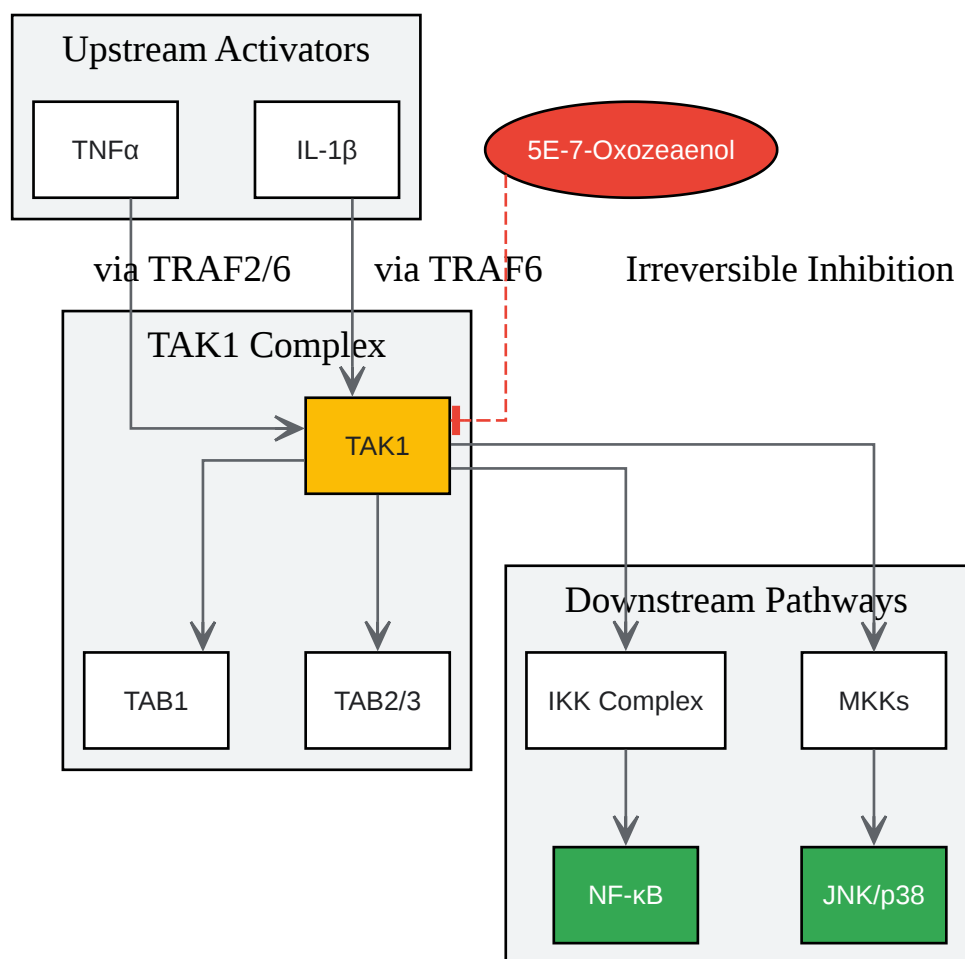 Upstream Activators
TNFα
IL-1β
5E-7-Oxozeaenol
via TRAF2/6
via TRAF6
Irreversible Inhibition
TAK1 Complex
TAK1
Downstream Pathways
TAB1
TAB2/3
IKK Complex
MKKs
NF-κB
JNK/p38